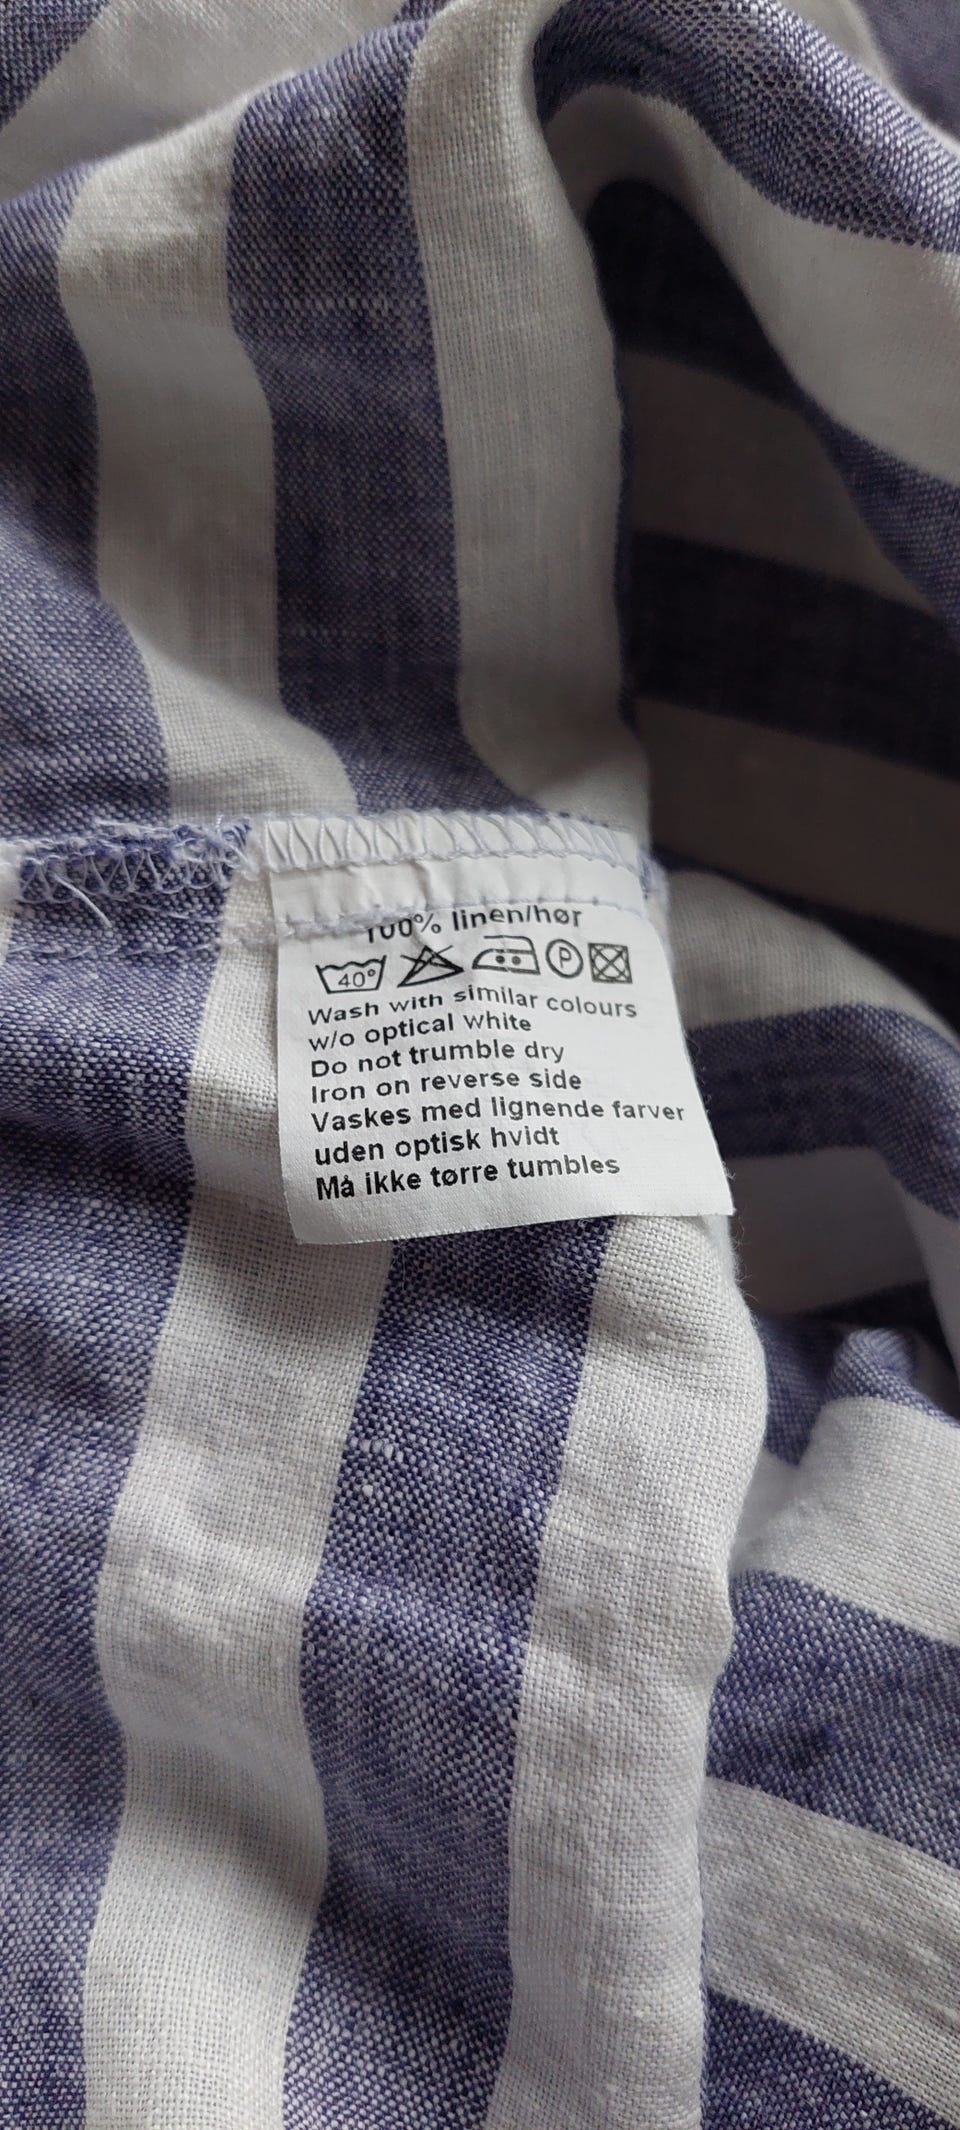 100% linen/hør
40° P
Wash with similar colours
w/o optical white
Do not trumble dry
Iron on reverse side
Vaskes med lignende farver
uden optisk hvidt
Må ikke tørre tumbles